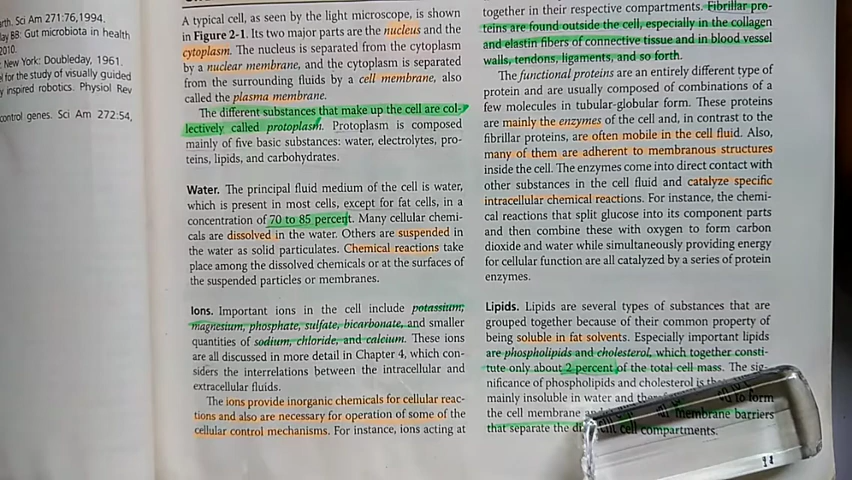 rth. Sci Am 271:76,1994.
lay BB: Gut microbiota in health
2010.
New York: Doubleday, 1961.
l for the study of visually guided
y inspired robotics. Physiol Rev
control genes. Sci Am 272:54,
A typical cell, as seen by the light microscope, is shown
in Figure 2-1. Its two major parts are the nucleus and the
cytoplasm. The nucleus is separated from the cytoplasm
by a nuclear membrane, and the cytoplasm is separated
from the surrounding fluids by a cell membrane, also
called the plasma membrane.
The different substances that make up the cell are col-
lectively called protoplasm. Protoplasm is composed
mainly of five basic substances: water, electrolytes, pro-
teins, lipids, and carbohydrates.
Water. The principal fluid medium of the cell is water,
which is present in most cells, except for fat cells, in a
concentration of 70 to 85 percent. Many cellular chemi-
cals are dissolved in the water. Others are suspended in
the water as solid particulates. Chemical reactions take
place among the dissolved chemicals or at the surfaces of
the suspended particles or membranes.
Ions. Important ions in the cell include potassium,
magnesium, phosphate, sulfate, bicarbonate, and smaller
quantities of sodium, chloride, and calcium. These ions
are all discussed in more detail in Chapter 4, which con-
siders the interrelations between the intracellular and
extracellular fluids.
The ions provide inorganic chemicals for cellular reac-
tions and also are necessary for operation of some of the
cellular control mechanisms. For instance, ions acting at
together in their respective compartments. Fibrillar pro-
teins are found outside the cell, especially in the collagen
and elastin fibers of connective tissue and in blood vessel
walls, tendons, ligaments, and so forth.
The functional proteins are an entirely different type of
protein and are usually composed of combinations of a
few molecules in tubular-globular form. These proteins
are mainly the enzymes of the cell and, in contrast to the
fibrillar proteins, are often mobile in the cell fluid. Also,
many of them are adherent to membranous structures
inside the cell. The enzymes come into direct contact with
other substances in the cell fluid and catalyze specific
intracellular chemical reactions. For instance, the chemi-
cal reactions that split glucose into its component parts
and then combine these with oxygen to form carbon
dioxide and water while simultaneously providing energy
for cellular function are all catalyzed by a series of protein
enzymes.
Lipids. Lipids are several types of substances that are
grouped together because of their common property of
being soluble in fat solvents. Especially important lipids
are phospholipids and cholesterol, which together consti-
tute only about 2 percent of the total cell mass. The sig-
nificance of phospholipids and cholesterol is
mainly insoluble in water and to form
the cell membrane membrane barriers
that separate the cell compartments.